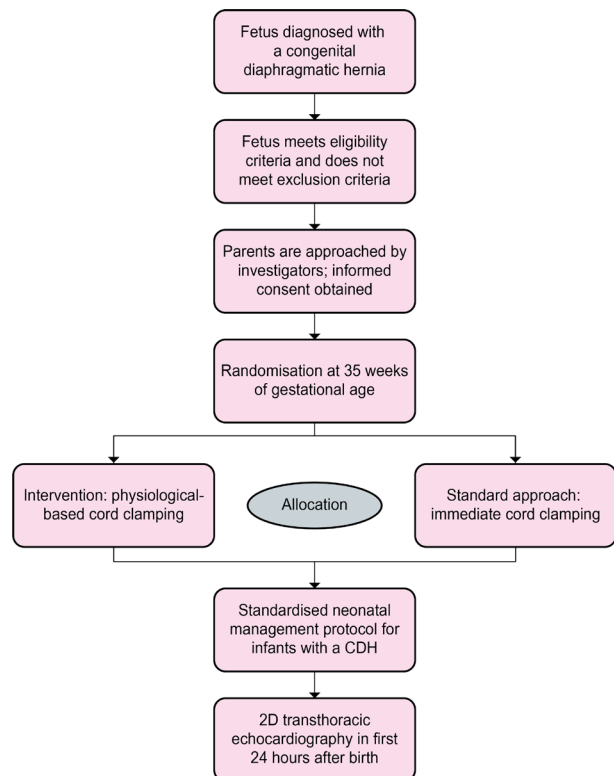 Fetus diagnosed with
a congenital
diaphragmatic hernia
Fetus meets eligibility
criteria and does not
meet exclusion criteria
Parents are approached by
investigators; informed
consent obtained
Randomisation at 35 weeks
of gestational age
Intervention: physiological-
based cord clamping
Allocation
Standard approach:
immediate cord clamping
Standardised neonatal
management protocol for
infants with a CDH
2D transthoracic
echocardiography in first
24 hours after birth